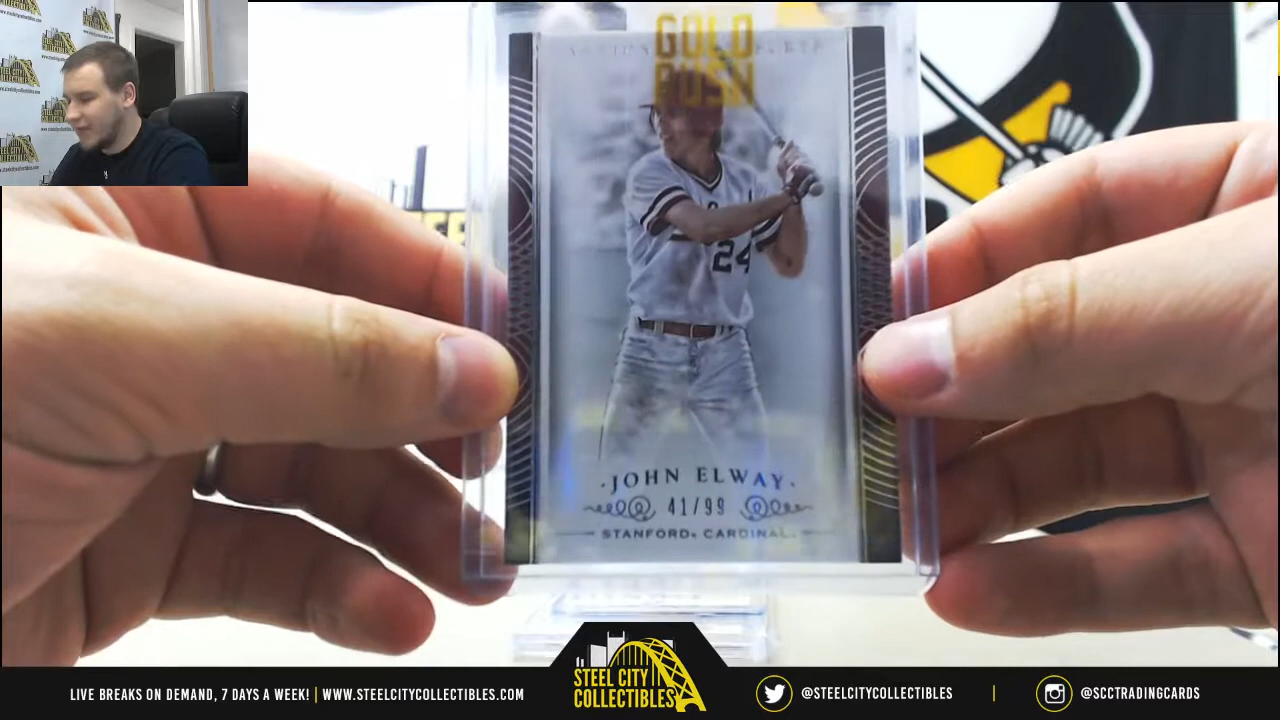 GOLD
RUSH
24
·JOHN ELWAY·
41/99
STANFORD® CARDINAL®
LIVE BREAKS ON DEMAND, 7 DAYS A WEEK! | WWW.STEELCITYCOLLECTIBLES.COM
STEEL CITY
COLLECTIBLES
@STEELCITYCOLLECTIBLES
|
@SCCTRADINGCARDS